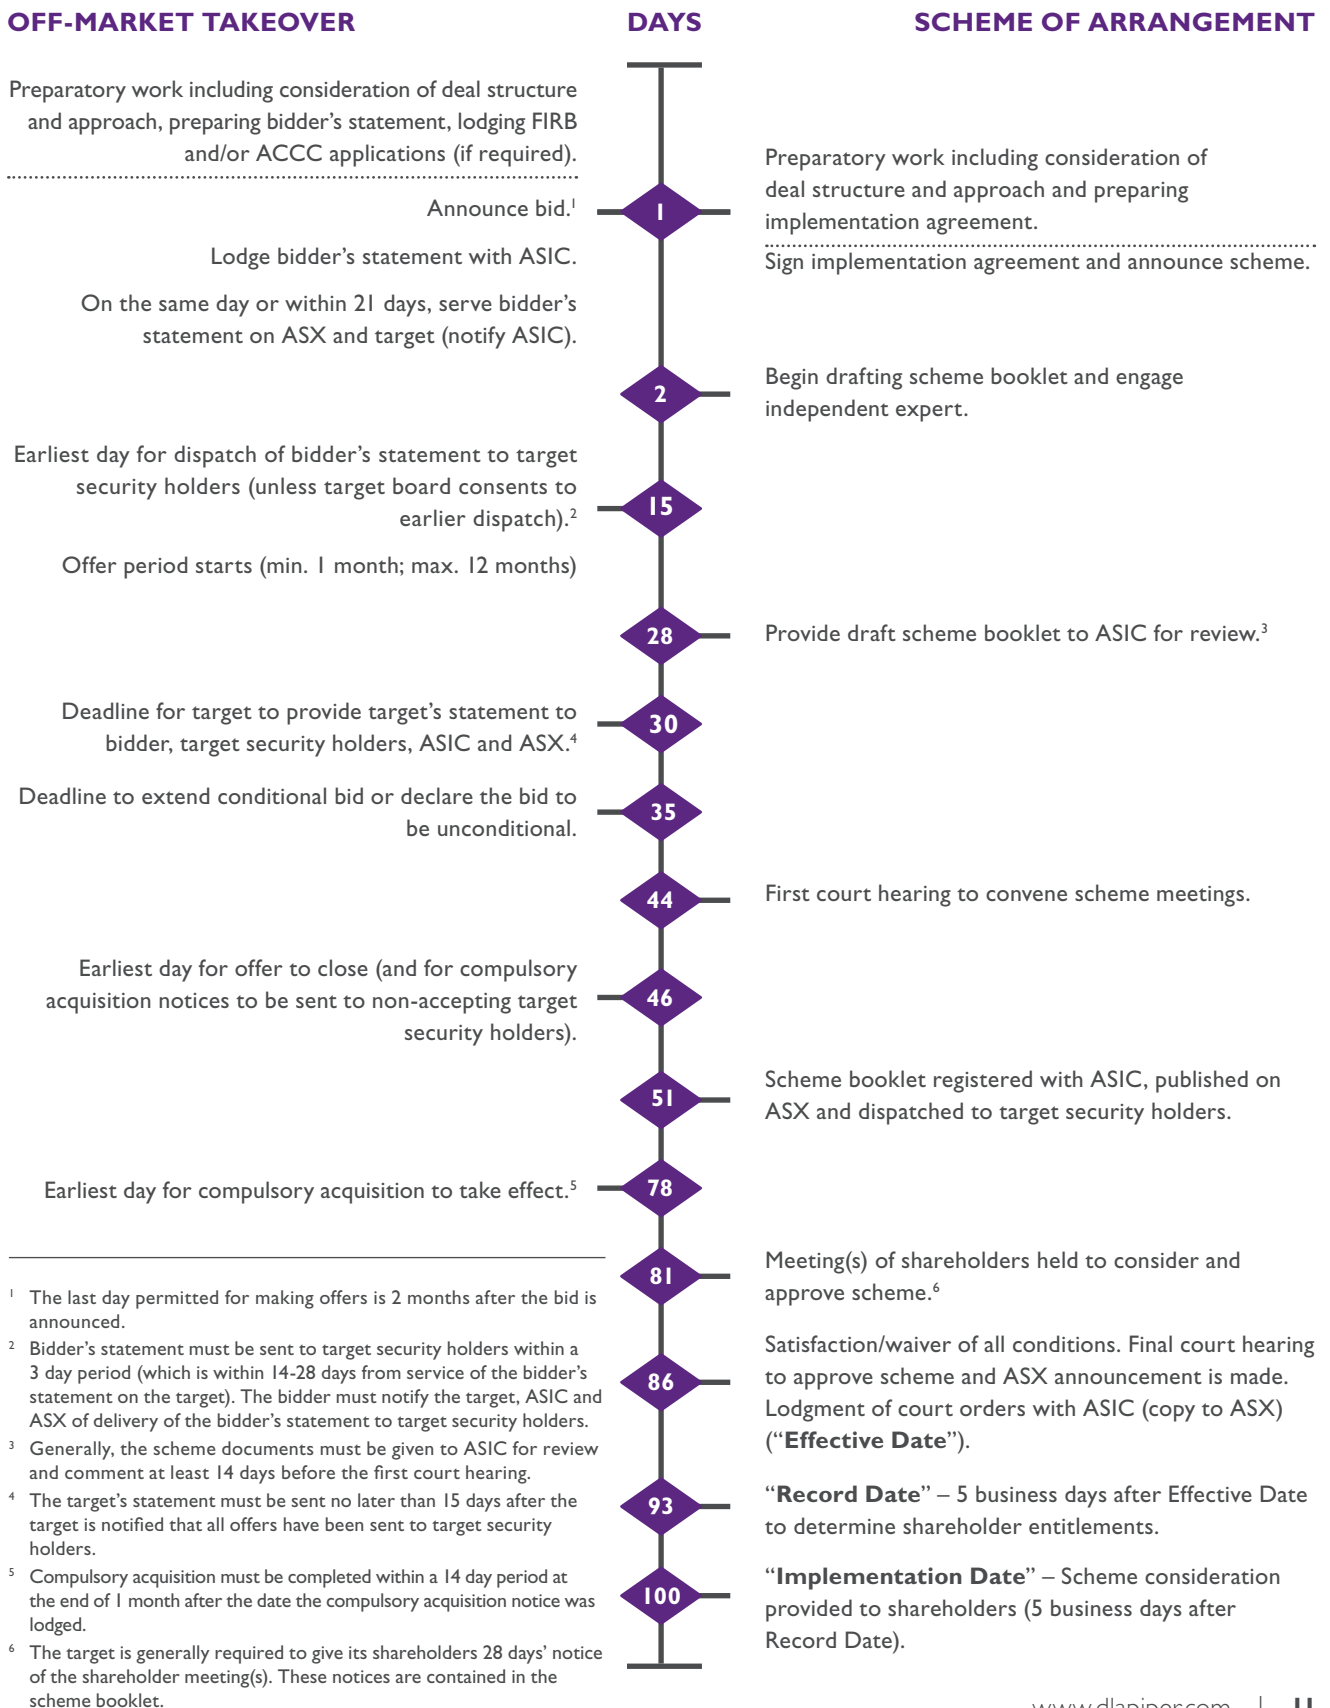 OFF-MARKET TAKEOVER
DAYS
SCHEME OF ARRANGEMENT
Preparatory work including consideration of deal structure
and approach, preparing bidder's statement, lodging FIRB
and/or ACCC applications (if required).
Preparatory work including consideration of
deal structure and approach and preparing
implementation agreement.
Announce bid.1
1
Sign implementation agreement and announce scheme.
Lodge bidder's statement with ASIC.
On the same day or within 21 days, serve bidder's
statement on ASX and target (notify ASIC).
2
Begin drafting scheme booklet and engage
independent expert.
Earliest day for dispatch of bidder's statement to target
security holders (unless target board consents to
earlier dispatch).2
15
Offer period starts (min. 1 month; max. 12 months)
28
Provide draft scheme booklet to ASIC for review.3
Deadline for target to provide target's statement to
bidder, target security holders, ASIC and ASX.4
30
Deadline to extend conditional bid or declare the bid to
be unconditional.
35
44
First court hearing to convene scheme meetings.
Earliest day for offer to close (and for compulsory
acquisition notices to be sent to non-accepting target
security holders).
46
51
Scheme booklet registered with ASIC, published on
ASX and dispatched to target security holders.
Earliest day for compulsory acquisition to take effect.5
78
81
Meeting(s) of shareholders held to consider and
approve scheme.6
86
Satisfaction/waiver of all conditions. Final court hearing
to approve scheme and ASX announcement is made.
Lodgment of court orders with ASIC (copy to ASX)
("Effective Date").
93
"Record Date" – 5 business days after Effective Date
to determine shareholder entitlements.
100
"Implementation Date" – Scheme consideration
provided to shareholders (5 business days after
Record Date).
1 The last day permitted for making offers is 2 months after the bid is
announced.
2 Bidder's statement must be sent to target security holders within a
3 day period (which is within 14-28 days from service of the bidder's
statement on the target). The bidder must notify the target, ASIC and
ASX of delivery of the bidder's statement to target security holders.
3 Generally, the scheme documents must be given to ASIC for review
and comment at least 14 days before the first court hearing.
4 The target's statement must be sent no later than 15 days after the
target is notified that all offers have been sent to target security
holders.
5 Compulsory acquisition must be completed within a 14 day period at
the end of 1 month after the date the compulsory acquisition notice was
lodged.
6 The target is generally required to give its shareholders 28 days' notice
of the shareholder meeting(s). These notices are contained in the
scheme booklet.
www.dlapiper.com | 11